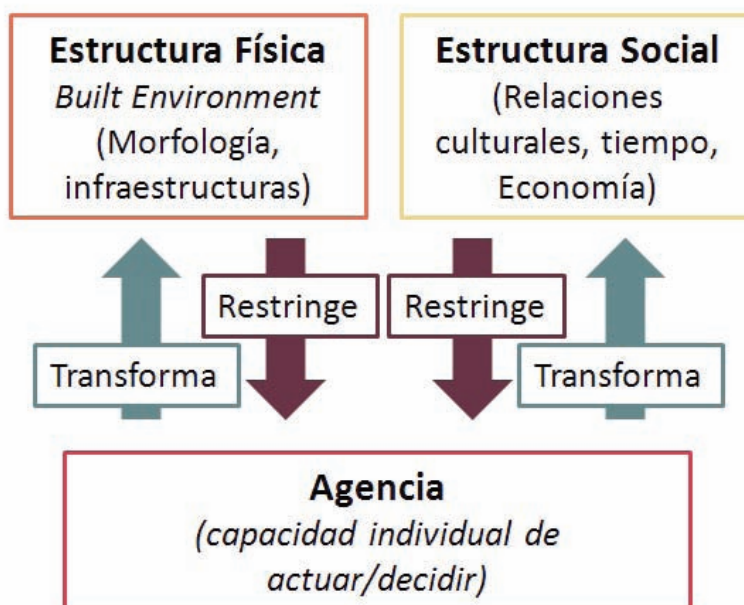 Estructura Física
Built Environment
(Morfología,
infraestructuras)
Estructura Social
(Relaciones
culturales, tiempo,
Economía)
Restringe
Restringe
Transforma
Transforma
Agencia
(capacidad individual de
actuar/decidir)